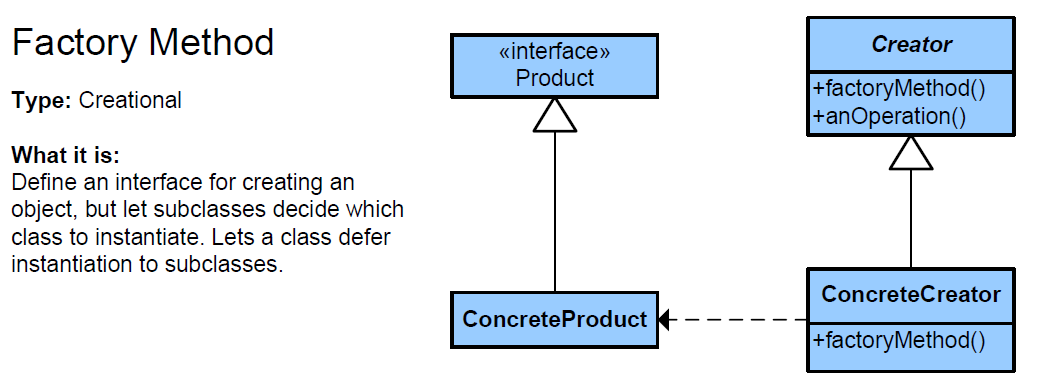 Factory Method
Type: Creational
What it is:
Define an interface for creating an
object, but let subclasses decide which
class to instantiate. Lets a class defer
instantiation to subclasses.
«interface»
Product
ConcreteProduct
Creator
+factoryMethod()
+anOperation()
ConcreteCreator
+factoryMethod()